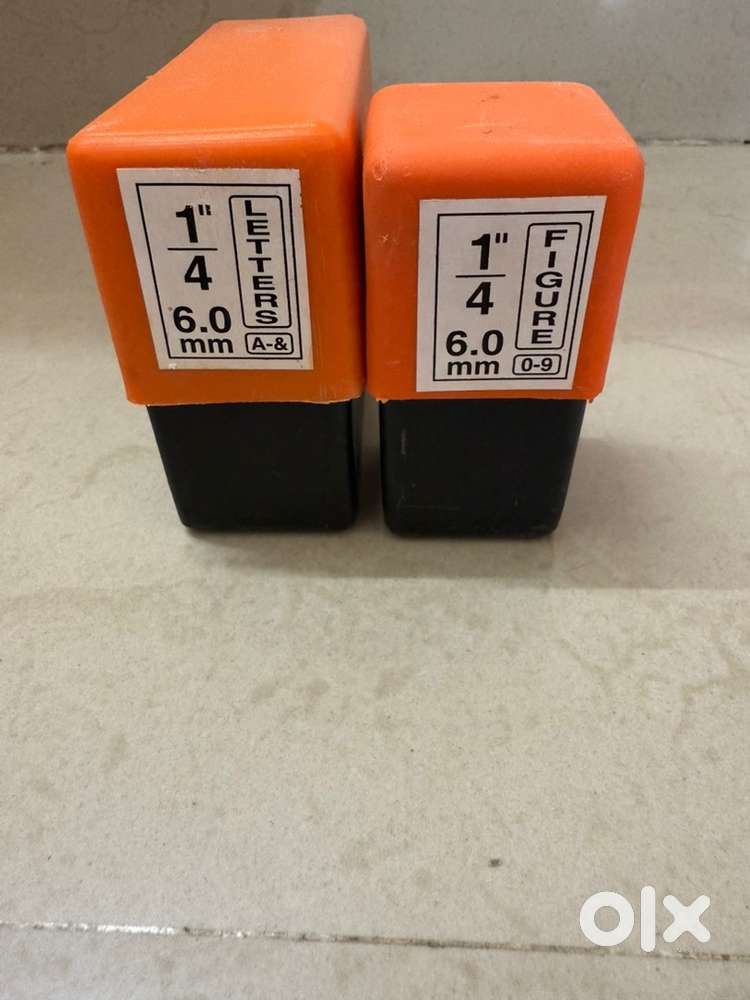 1"
4
6.0
mm
LETTERS
A-&
1"
4
6.0
mm
FIGURE
0-9
olx